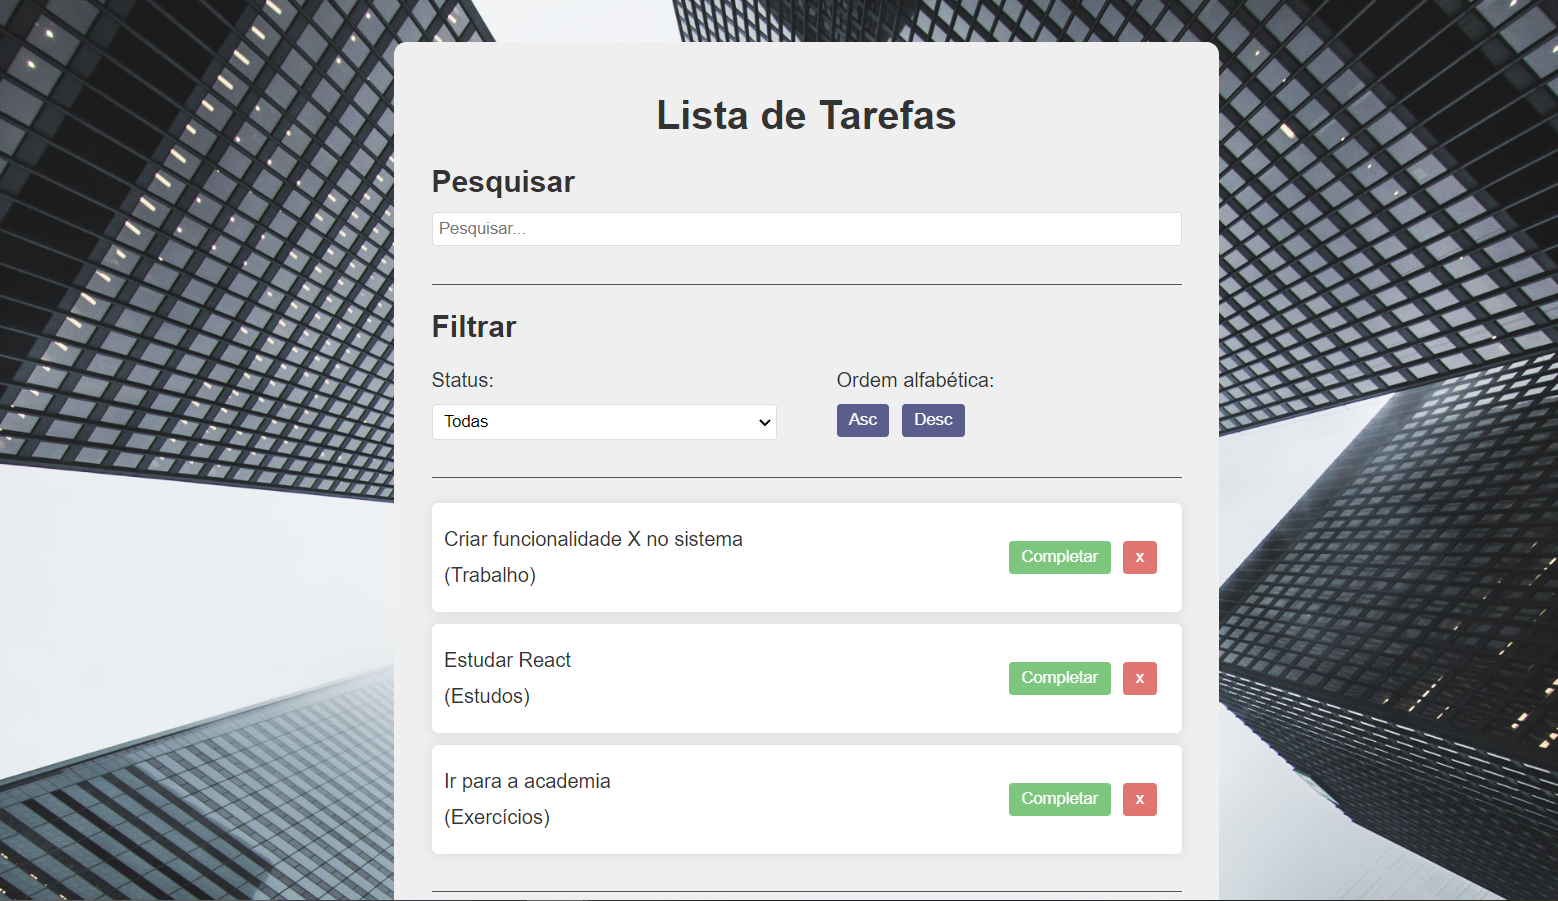 Lista de Tarefas
Pesquisar
Pesquisar...
Filtrar
Status:
Ordem alfabética:
Todas
Asc
Desc
Criar funcionalidade X no sistema
(Trabalho)
Completar
x
Estudar React
(Estudos)
Completar
x
Ir para a academia
(Exercícios)
Completar
x